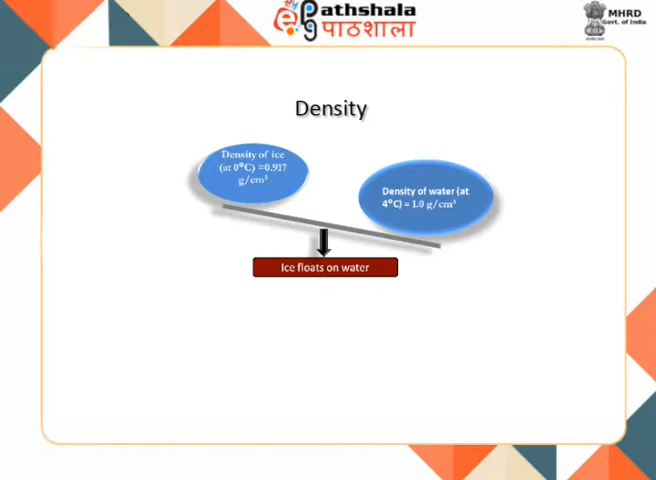 ePathshala
पाठशाला
MHRD
Govt. of India
Density
Density of ice
(at 0°C) =0.917
g/cm³
Density of water (at
4°C) = 1.0 g/cm³
Ice floats on water